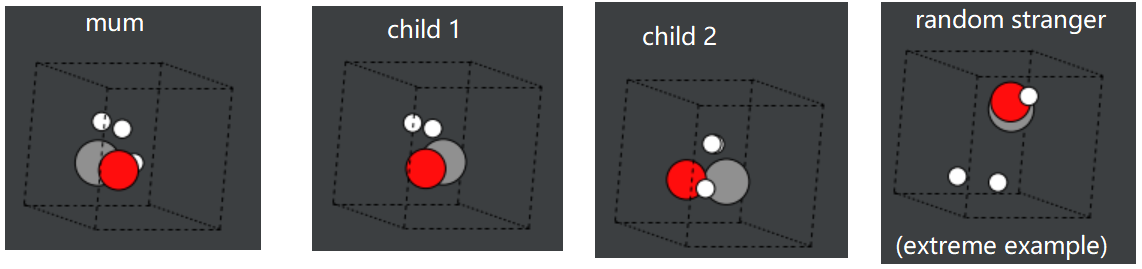 mum
child 1
child 2
random stranger
(extreme example)